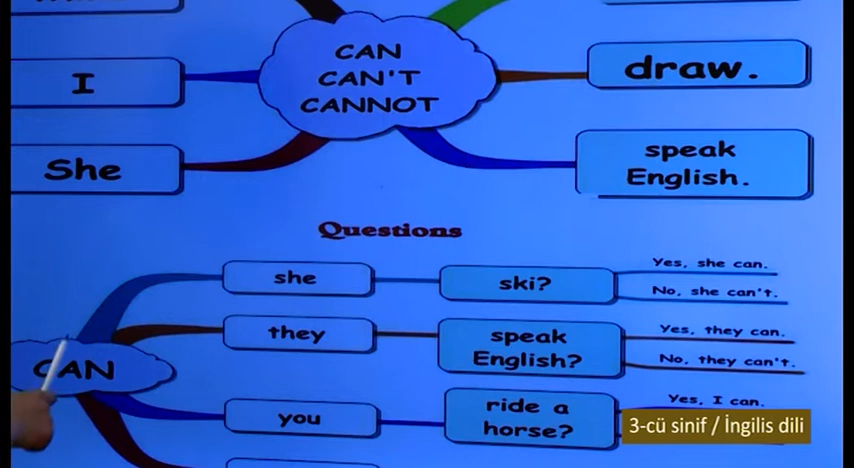 I
CAN
CAN'T
CANNOT
draw.
She
speak
English.
Questions
CAN
she
ski?
Yes, she can.
No, she can't.
they
speak
English?
Yes, they can.
No, they can't.
you
ride a
horse?
Yes, I can.
3-cü sinif / İngilis dili